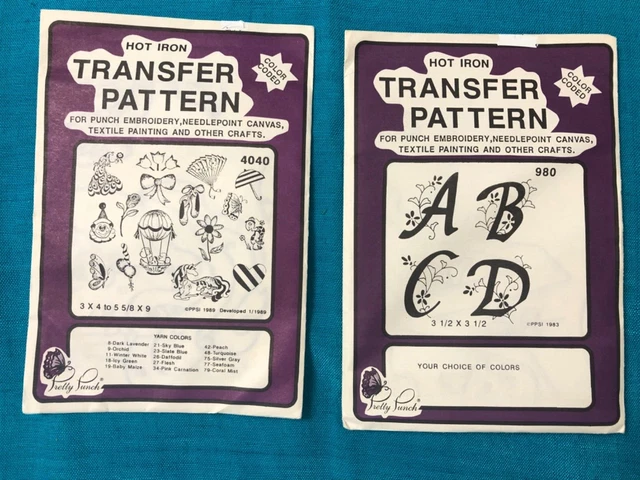 HOT IRON
TRANSFER
PATTERN
COLOR
CODED
FOR PUNCH EMBROIDERY, NEEDLEPOINT CANVAS,
TEXTILE PAINTING AND OTHER CRAFTS.
4040
3 X 4 to 5 5/8 X 9
©PPSI 1989 Developed 1/1989
YARN COLORS
8-Dark Lavender 21-Sky Blue 42-Peach
9-Orchid 23-Slate Blue 48-Turquoise
11-Winter White 26-Daffodil 75-Silver Gray
18-Ivy Green 27-Flesh 77-Seafoam
19-Baby Maize 34-Pink Carnation 79-Coral Mist
Pretty Punch®
HOT IRON
TRANSFER
PATTERN
COLOR
CODED
FOR PUNCH EMBROIDERY, NEEDLEPOINT CANVAS,
TEXTILE PAINTING AND OTHER CRAFTS.
980
A B
C D
3 1/2 X 3 1/2
©PPSI 1983
YOUR CHOICE OF COLORS
Pretty Punch®